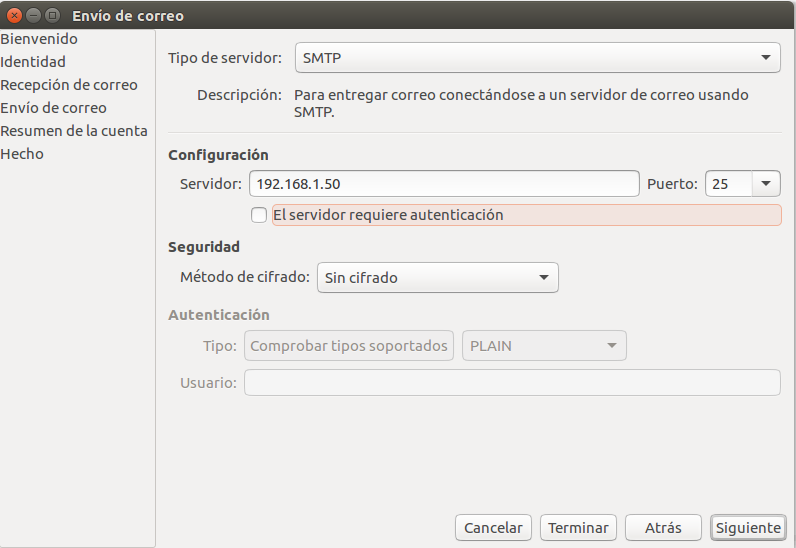 Envío de correo
Bienvenido
Identidad
Recepción de correo
Envío de correo
Resumen de la cuenta
Hecho
Tipo de servidor: SMTP
Descripción: Para entregar correo conectándose a un servidor de correo usando
SMTP.
Configuración
Servidor: 192.168.1.50 Puerto: 25
El servidor requiere autenticación
Seguridad
Método de cifrado: Sin cifrado
Autenticación
Tipo: Comprobar tipos soportados PLAIN
Usuario:
Cancelar Terminar Atrás Siguiente